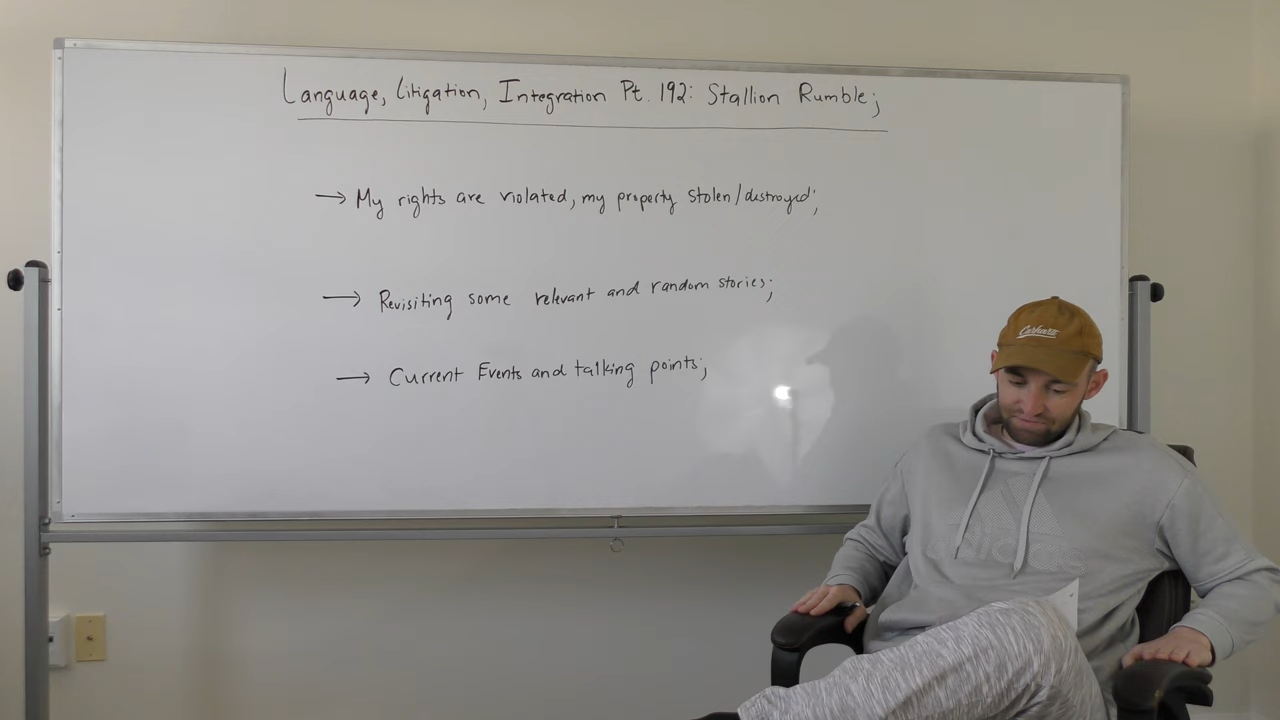 Language, Litigation, Integration Pt. 192: Stallion Rumble;
→ My rights are violated, my property stolen/destroyed;
→ Revisiting some relevant and random stories;
→ Current Events and talking points;
Carhartt